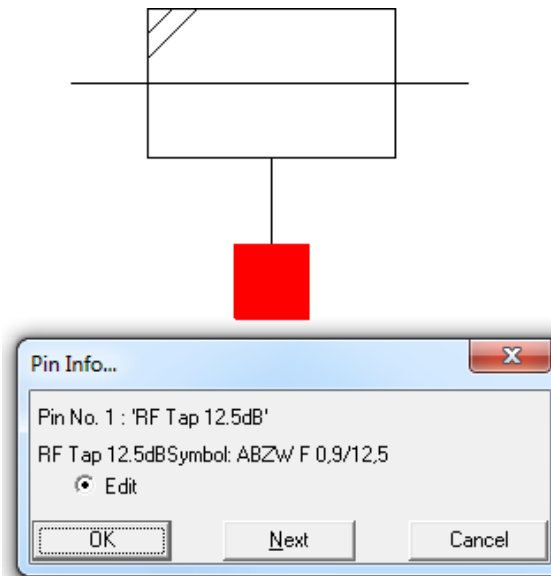 Pin Info...
Pin No. 1 : 'RF Tap 12.5dB'
RF Tap 12.5dBSymbol: ABZW F 0,9/12,5
Edit
OK Next Cancel